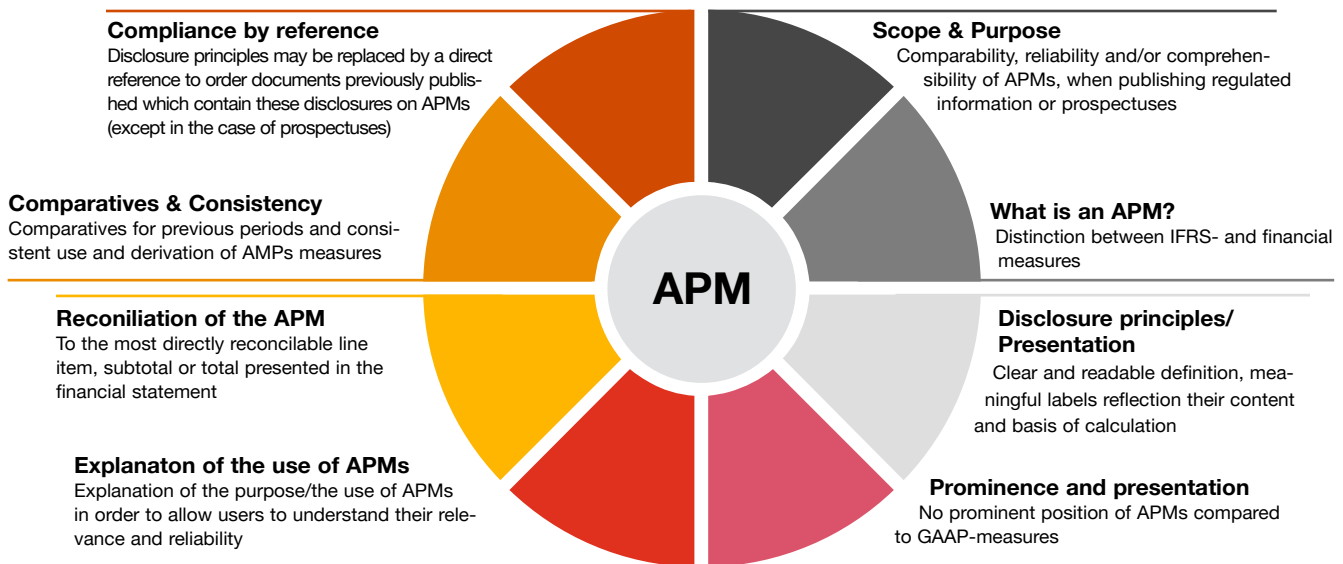 Compliance by reference
Disclosure principles may be replaced by a direct
reference to order documents previously publis-
hed which contain these disclosures on APMs
(except in the case of prospectuses)
Scope & Purpose
Comparability, reliability and/or comprehen-
sibility of APMs, when publishing regulated
information or prospectuses
Comparatives & Consistency
Comparatives for previous periods and consi-
stent use and derivation of AMPs measures
What is an APM?
Distinction between IFRS- and financial
measures
APM
Reconiliation of the APM
To the most directly reconcilable line
item, subtotal or total presented in the
financial statement
Disclosure principles/
Presentation
Clear and readable definition, mea-
ningful labels reflection their content
and basis of calculation
Explanaton of the use of APMs
Explanation of the purpose/the use of APMs
in order to allow users to understand their rele-
vance and reliability
Prominence and presentation
No prominent position of APMs compared
to GAAP-measures